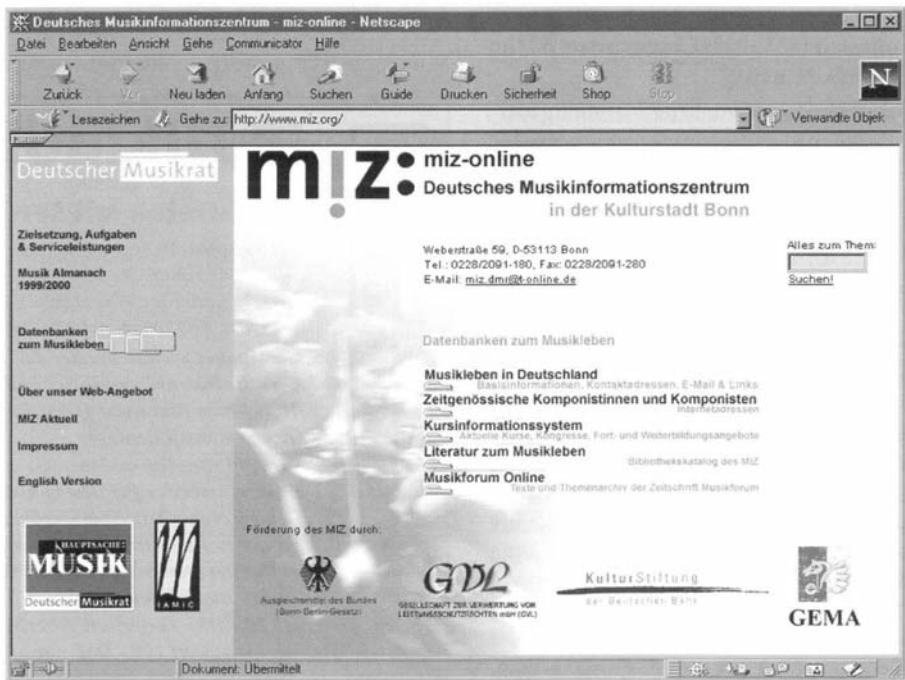 Deutsches Musikinformationszentrum - miz-online - Netscape
Datei Bearbeiten Ansicht Gehe Communicator Hilfe
Zurück Vor Neu laden Anfang Suchen Guide Drucken Sicherheit Shop Stop
N
Lesezeichen Gehe zu: http://www.miz.org/ Verwandte Objek
Deutscher Musikrat
m!z:
miz-online
Deutsches Musikinformationszentrum
in der Kulturstadt Bonn
Weberstraße 59, D-53113 Bonn
Tel.: 0228/2091-180, Fax: 0228/2091-280
E-Mail: miz.dmr@t-online.de
Alles zum Them:
Suchen!
Zielsetzung, Aufgaben
& Serviceleistungen
Musik Almanach
1999/2000
Datenbanken
zum Musikleben
Über unser Web-Angebot
MIZ Aktuell
Impressum
English Version
Datenbanken zum Musikleben
Musikleben in Deutschland
Basisinformationen, Kontaktadressen, E-Mail & Links
Zeitgenössische Komponistinnen und Komponisten
Internetadressen
Kursinformationssystem
Aktuelle Kurse, Kongresse, Fort- und Weiterbildungsangebote
Literatur zum Musikleben
Bibliothekskatalog des MIZ
Musikforum Online
Texte und Themenarchiv der Zeitschrift Musikforum
HAUPTSACHE:
MUSIK
Deutscher Musikrat
IAMIC
Förderung des MIZ durch:
Ausgleichsmittel des Bundes
(Bonn-Berlin-Gesetz)
GVL
GESELLSCHAFT ZUR VERWERTUNG VON
LEISTUNGSSCHUTZRECHTEN mbH (GVL)
KulturStiftung
der Deutschen Bahn
GEMA
Dokument: Übermittelt